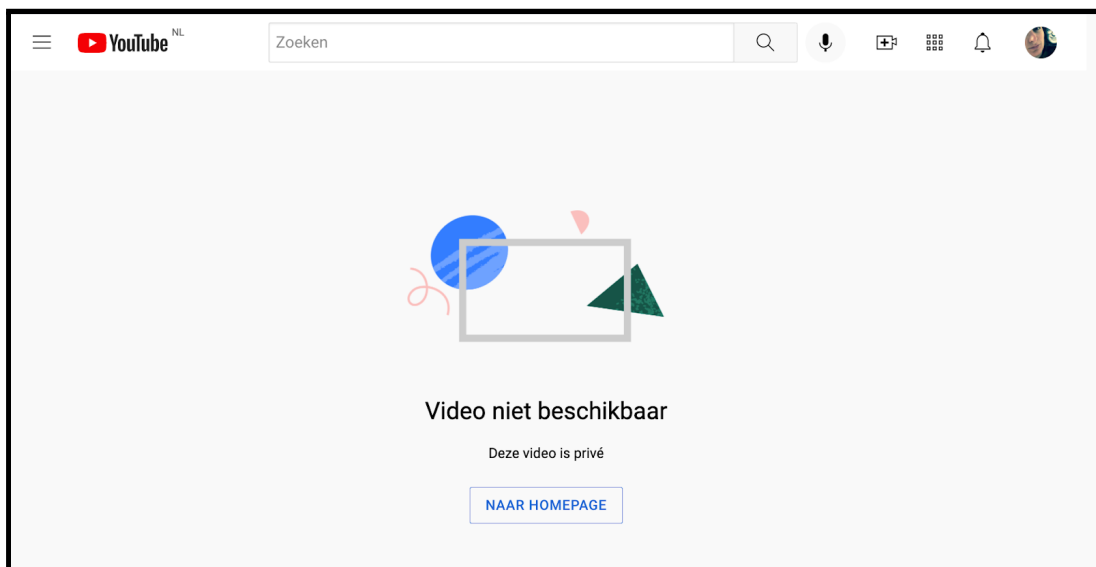 YouTube NL
Zoeken
Video niet beschikbaar
Deze video is privé
NAAR HOMEPAGE